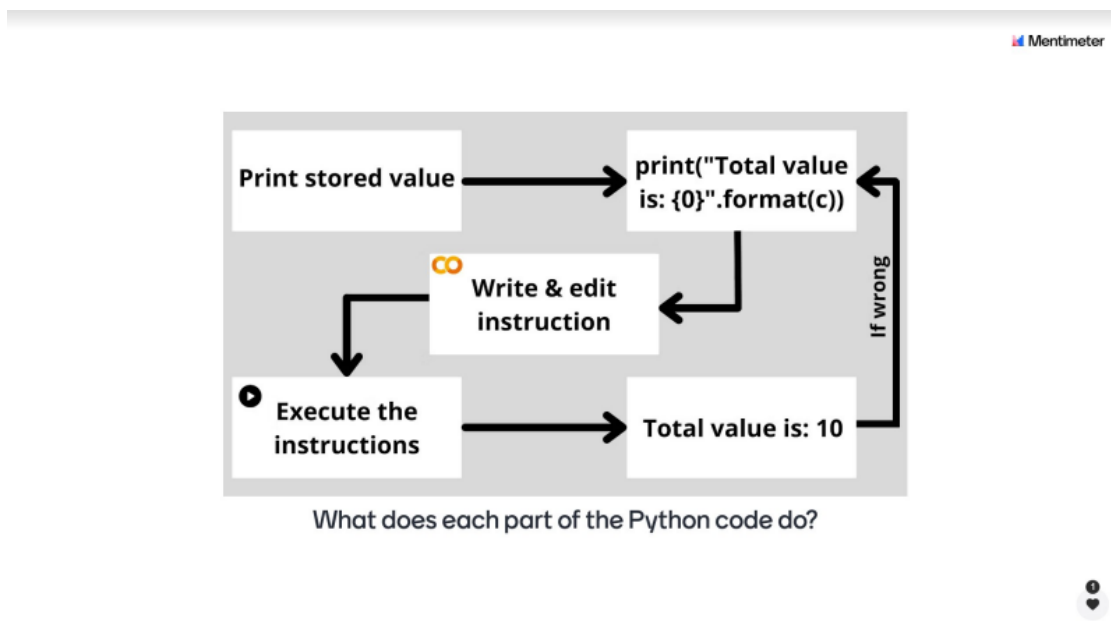 Mentimeter
Print stored value
print("Total value
is: {0}".format(c))
Write & edit
instruction
If wrong
Execute the
instructions
Total value is: 10
What does each part of the Python code do?
1